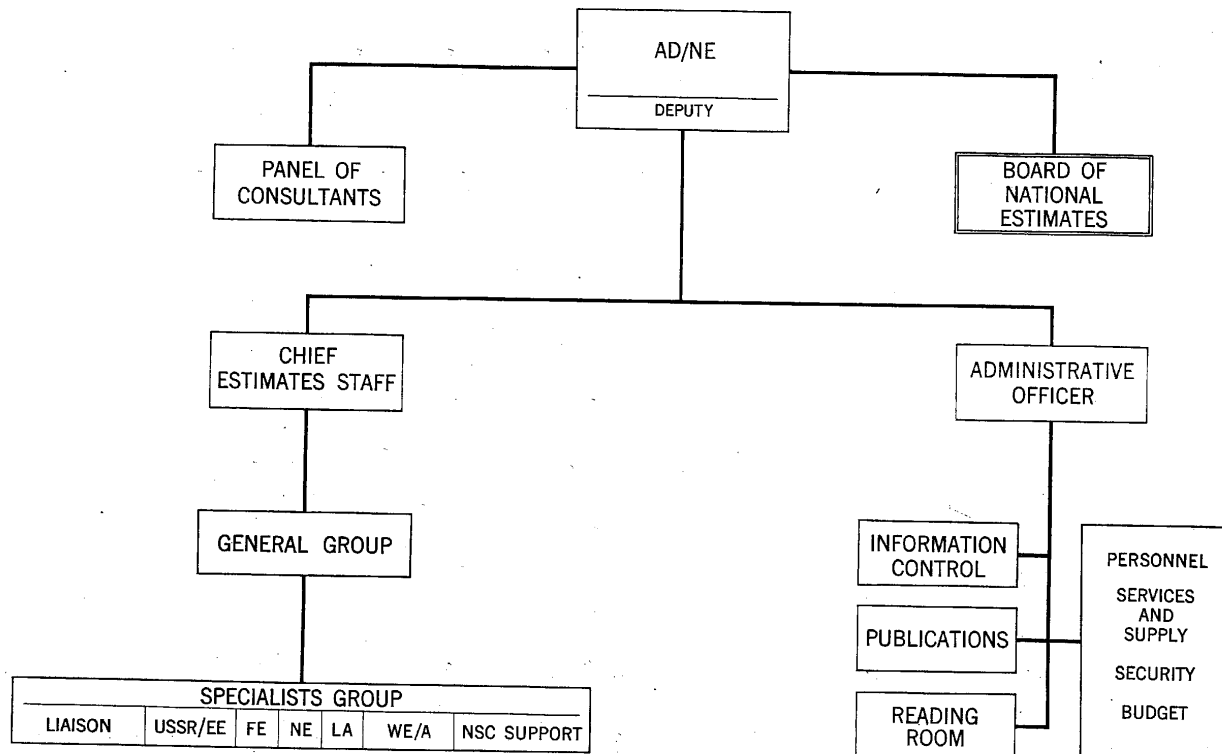 AD/NE
DEPUTY
PANEL OF
CONSULTANTS
BOARD OF
NATIONAL
ESTIMATES
CHIEF
ESTIMATES STAFF
ADMINISTRATIVE
OFFICER
GENERAL GROUP
INFORMATION
CONTROL
PUBLICATIONS
READING
ROOM
PERSONNEL
SERVICES
AND
SUPPLY
SECURITY
BUDGET
SPECIALISTS GROUP
LIAISON USSR/EE FE NE LA WE/A NSC SUPPORT